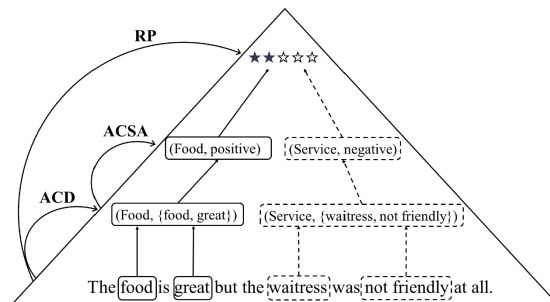 RP
★★☆☆☆
ACSA
(Food, positive) (Service, negative)
ACD
(Food, {food, great}) (Service, {waitress, not friendly})
The food is great but the waitress was not friendly at all.